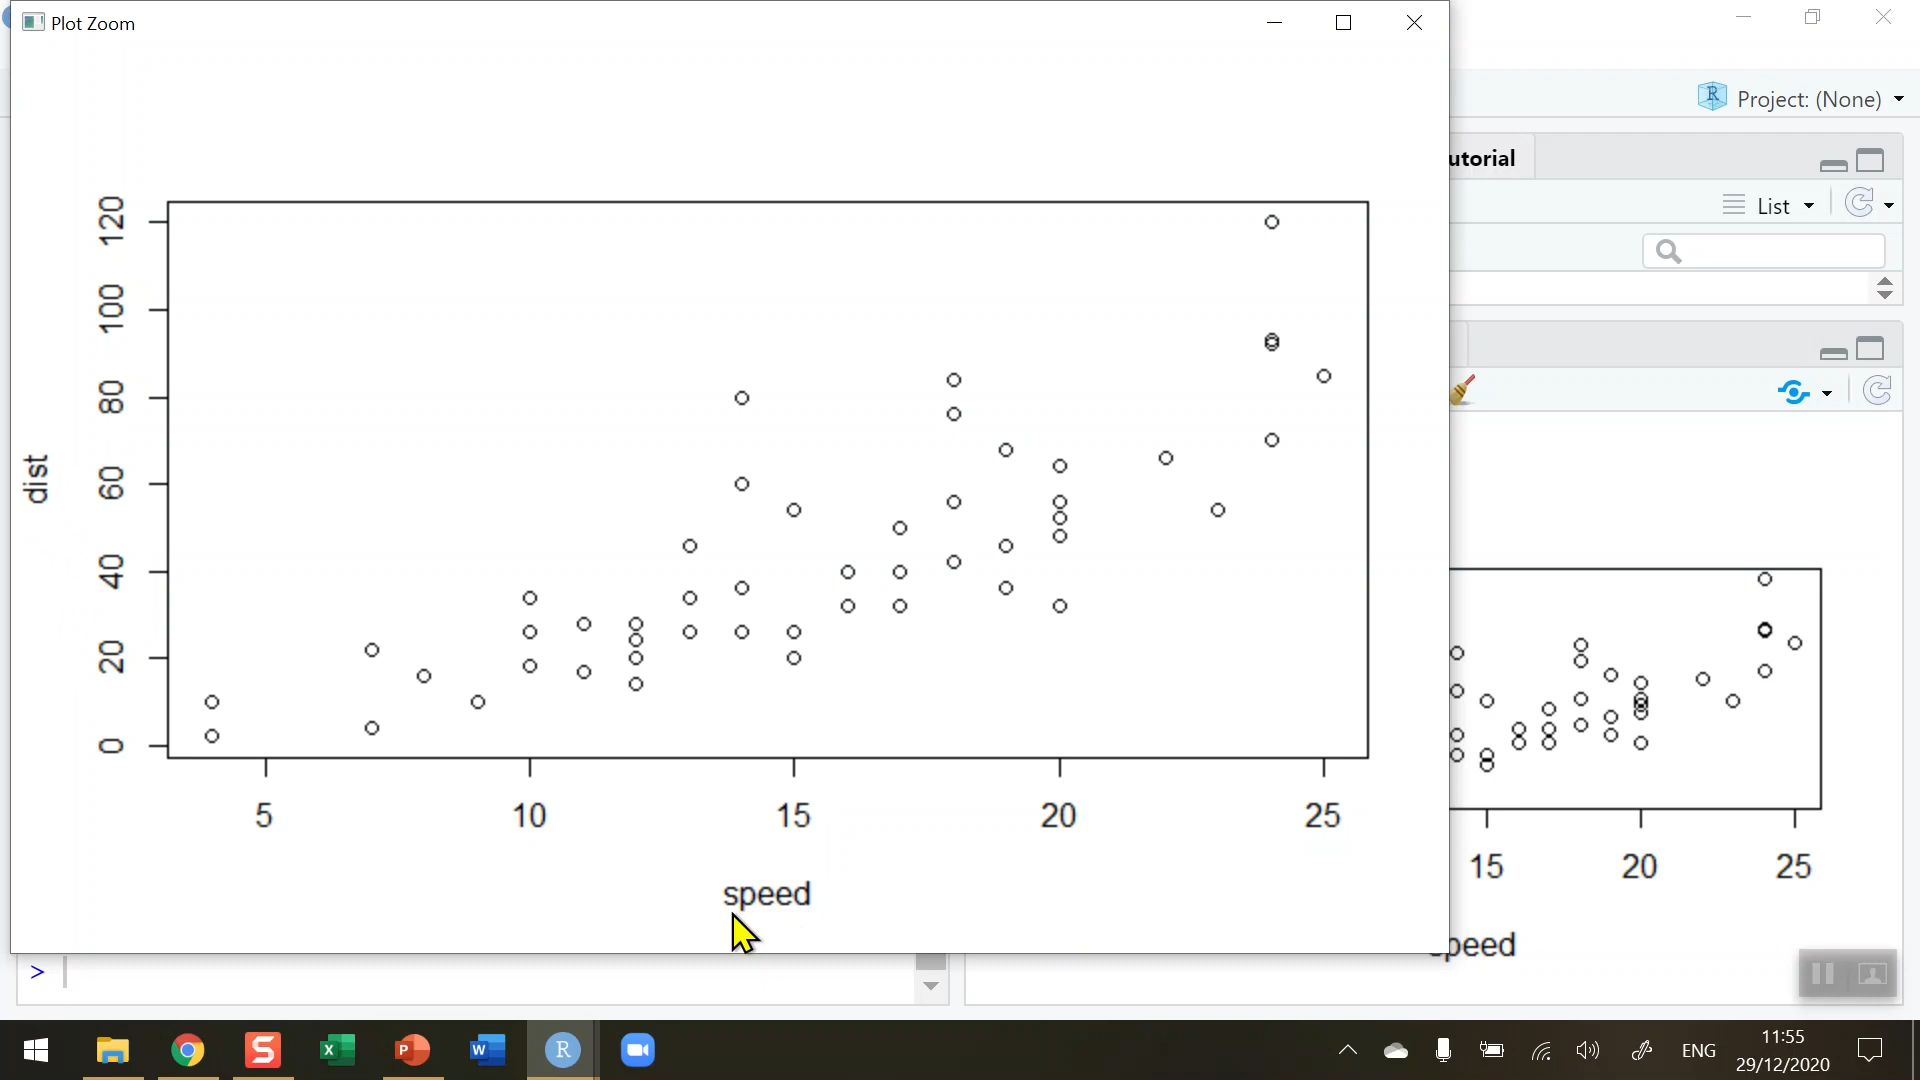 Plot Zoom
Project: (None)
utorial
List
120
100
80
60
40
20
0
dist
5 10 15 20 25
speed
15 20 25
peed
>
ENG
11:55
29/12/2020